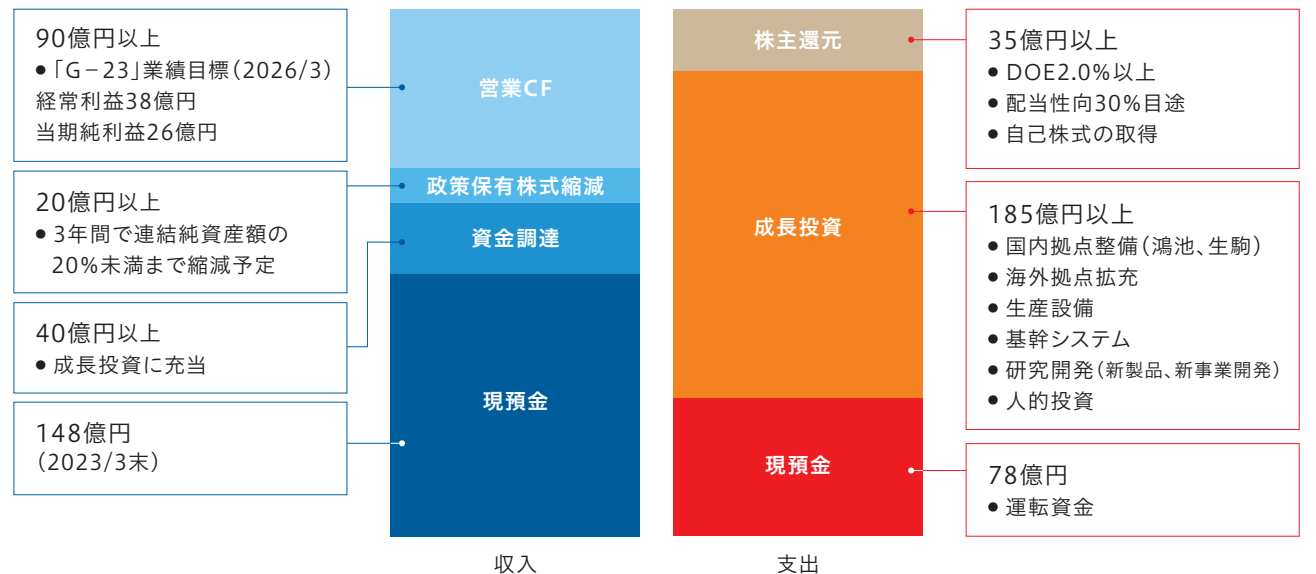 90億円以上
●「G−23」業績目標(2026/3)
経常利益38億円
当期純利益26億円
20億円以上
● 3年間で連結純資産額の
20%未満まで縮減予定
40億円以上
● 成長投資に充当
148億円
(2023/3末)
営業CF
政策保有株式縮減
資金調達
現預金
収入
株主還元
成長投資
現預金
支出
35億円以上
● DOE2.0%以上
● 配当性向30%目途
● 自己株式の取得
185億円以上
● 国内拠点整備(鴻池、生駒)
● 海外拠点拡充
● 生産設備
● 基幹システム
● 研究開発(新製品、新事業開発)
● 人的投資
78億円
● 運転資金